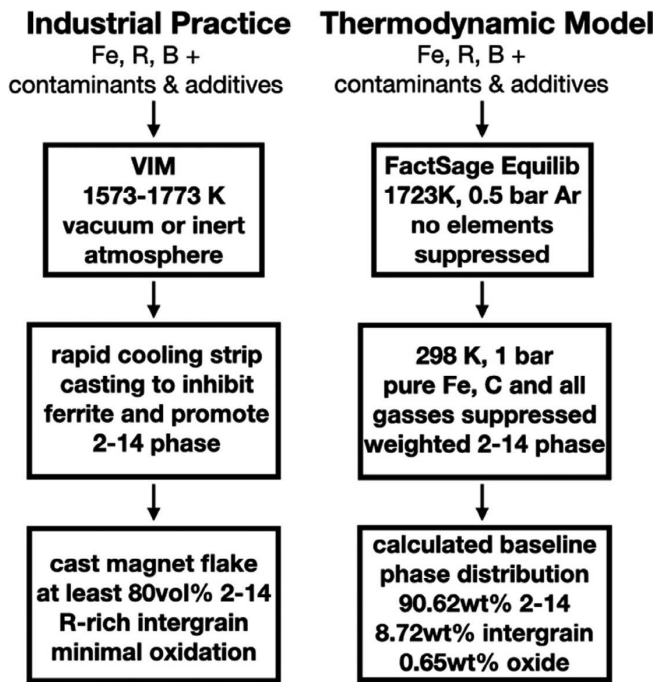 Industrial Practice
Fe, R, B +
contaminants & additives
VIM
1573-1773 K
vacuum or inert
atmosphere
rapid cooling strip
casting to inhibit
ferrite and promote
2-14 phase
cast magnet flake
at least 80vol% 2-14
R-rich intergrain
minimal oxidation
Thermodynamic Model
Fe, R, B +
contaminants & additives
FactSage Equilib
1723K, 0.5 bar Ar
no elements
suppressed
298 K, 1 bar
pure Fe, C and all
gasses suppressed
weighted 2-14 phase
calculated baseline
phase distribution
90.62wt% 2-14
8.72wt% intergrain
0.65wt% oxide